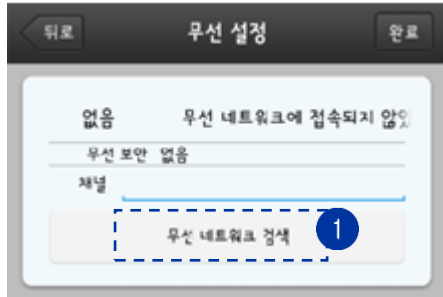 뒤로 무선 설정 완료
없음 무선 네트워크에 접속되지 않았
무선 보안 없음
채널
무선 네트워크 검색 1